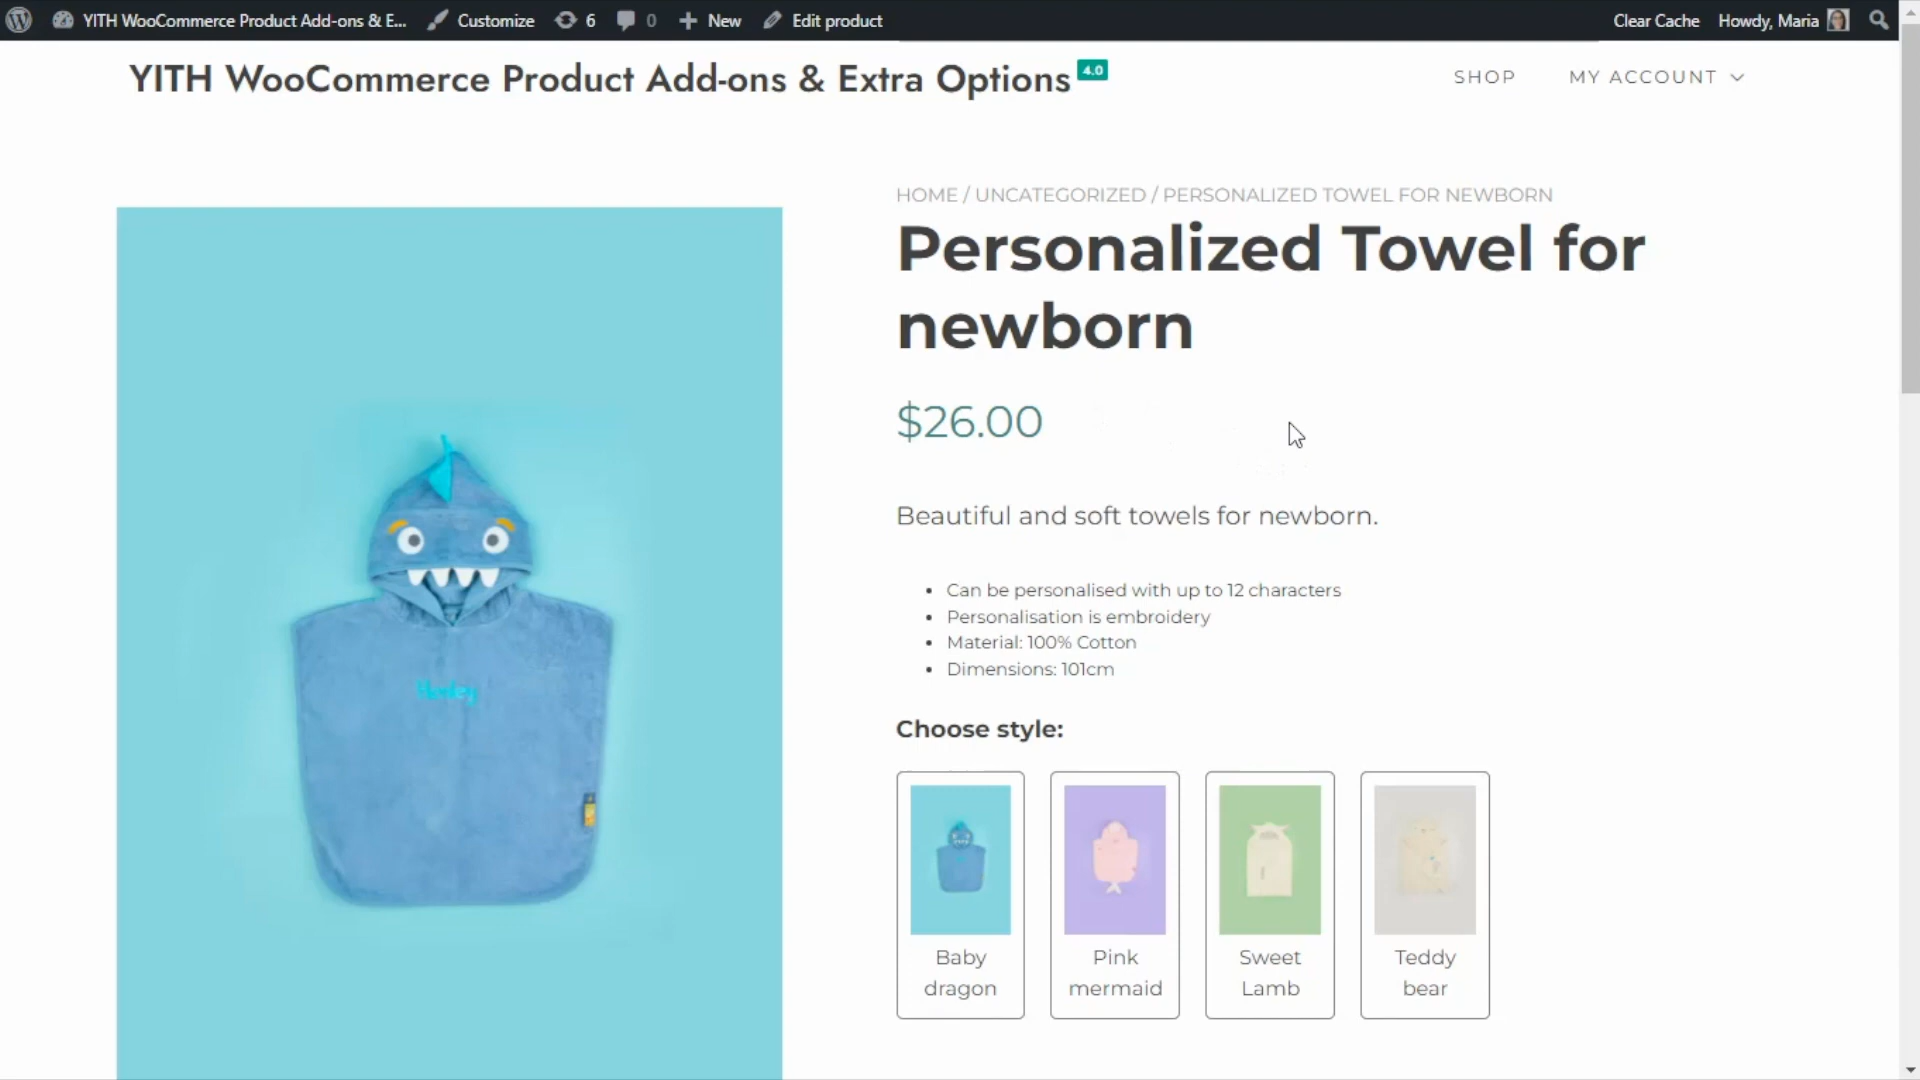 YITH WooCommerce Product Add-ons & E... Customize 6 0 New Edit product Clear Cache Howdy, Maria
YITH WooCommerce Product Add-ons & Extra Options 4.0 SHOP MY ACCOUNT
HOME / UNCATEGORIZED / PERSONALIZED TOWEL FOR NEWBORN
Personalized Towel for
newborn
$26.00
Beautiful and soft towels for newborn.
• Can be personalised with up to 12 characters
• Personalisation is embroidery
• Material: 100% Cotton
• Dimensions: 101cm
Choose style:
Baby
dragon
Pink
mermaid
Sweet
Lamb
Teddy
bear